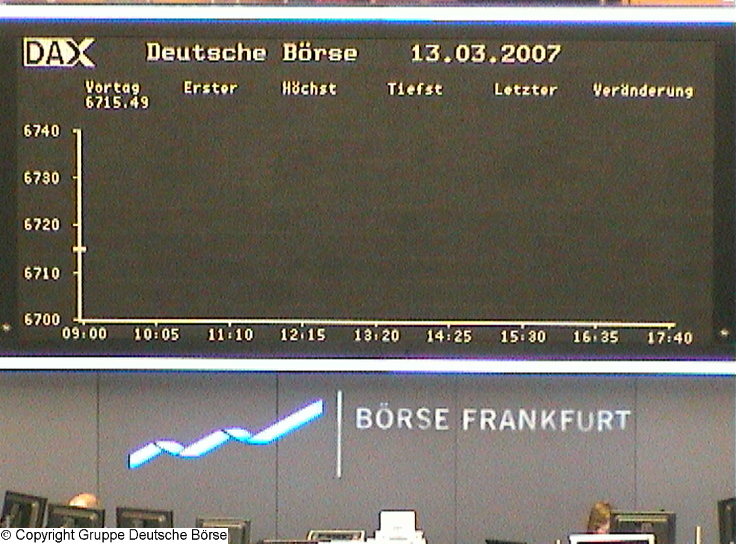 DAX Deutsche Börse 13.03.2007
Vortag Erster Höchst Tiefst Letzter Veränderung
6715.49
6740
6730
6720
6710
6700
09:00 10:05 11:10 12:15 13:20 14:25 15:30 16:35 17:40
BÖRSE FRANKFURT
© Copyright Gruppe Deutsche Börse